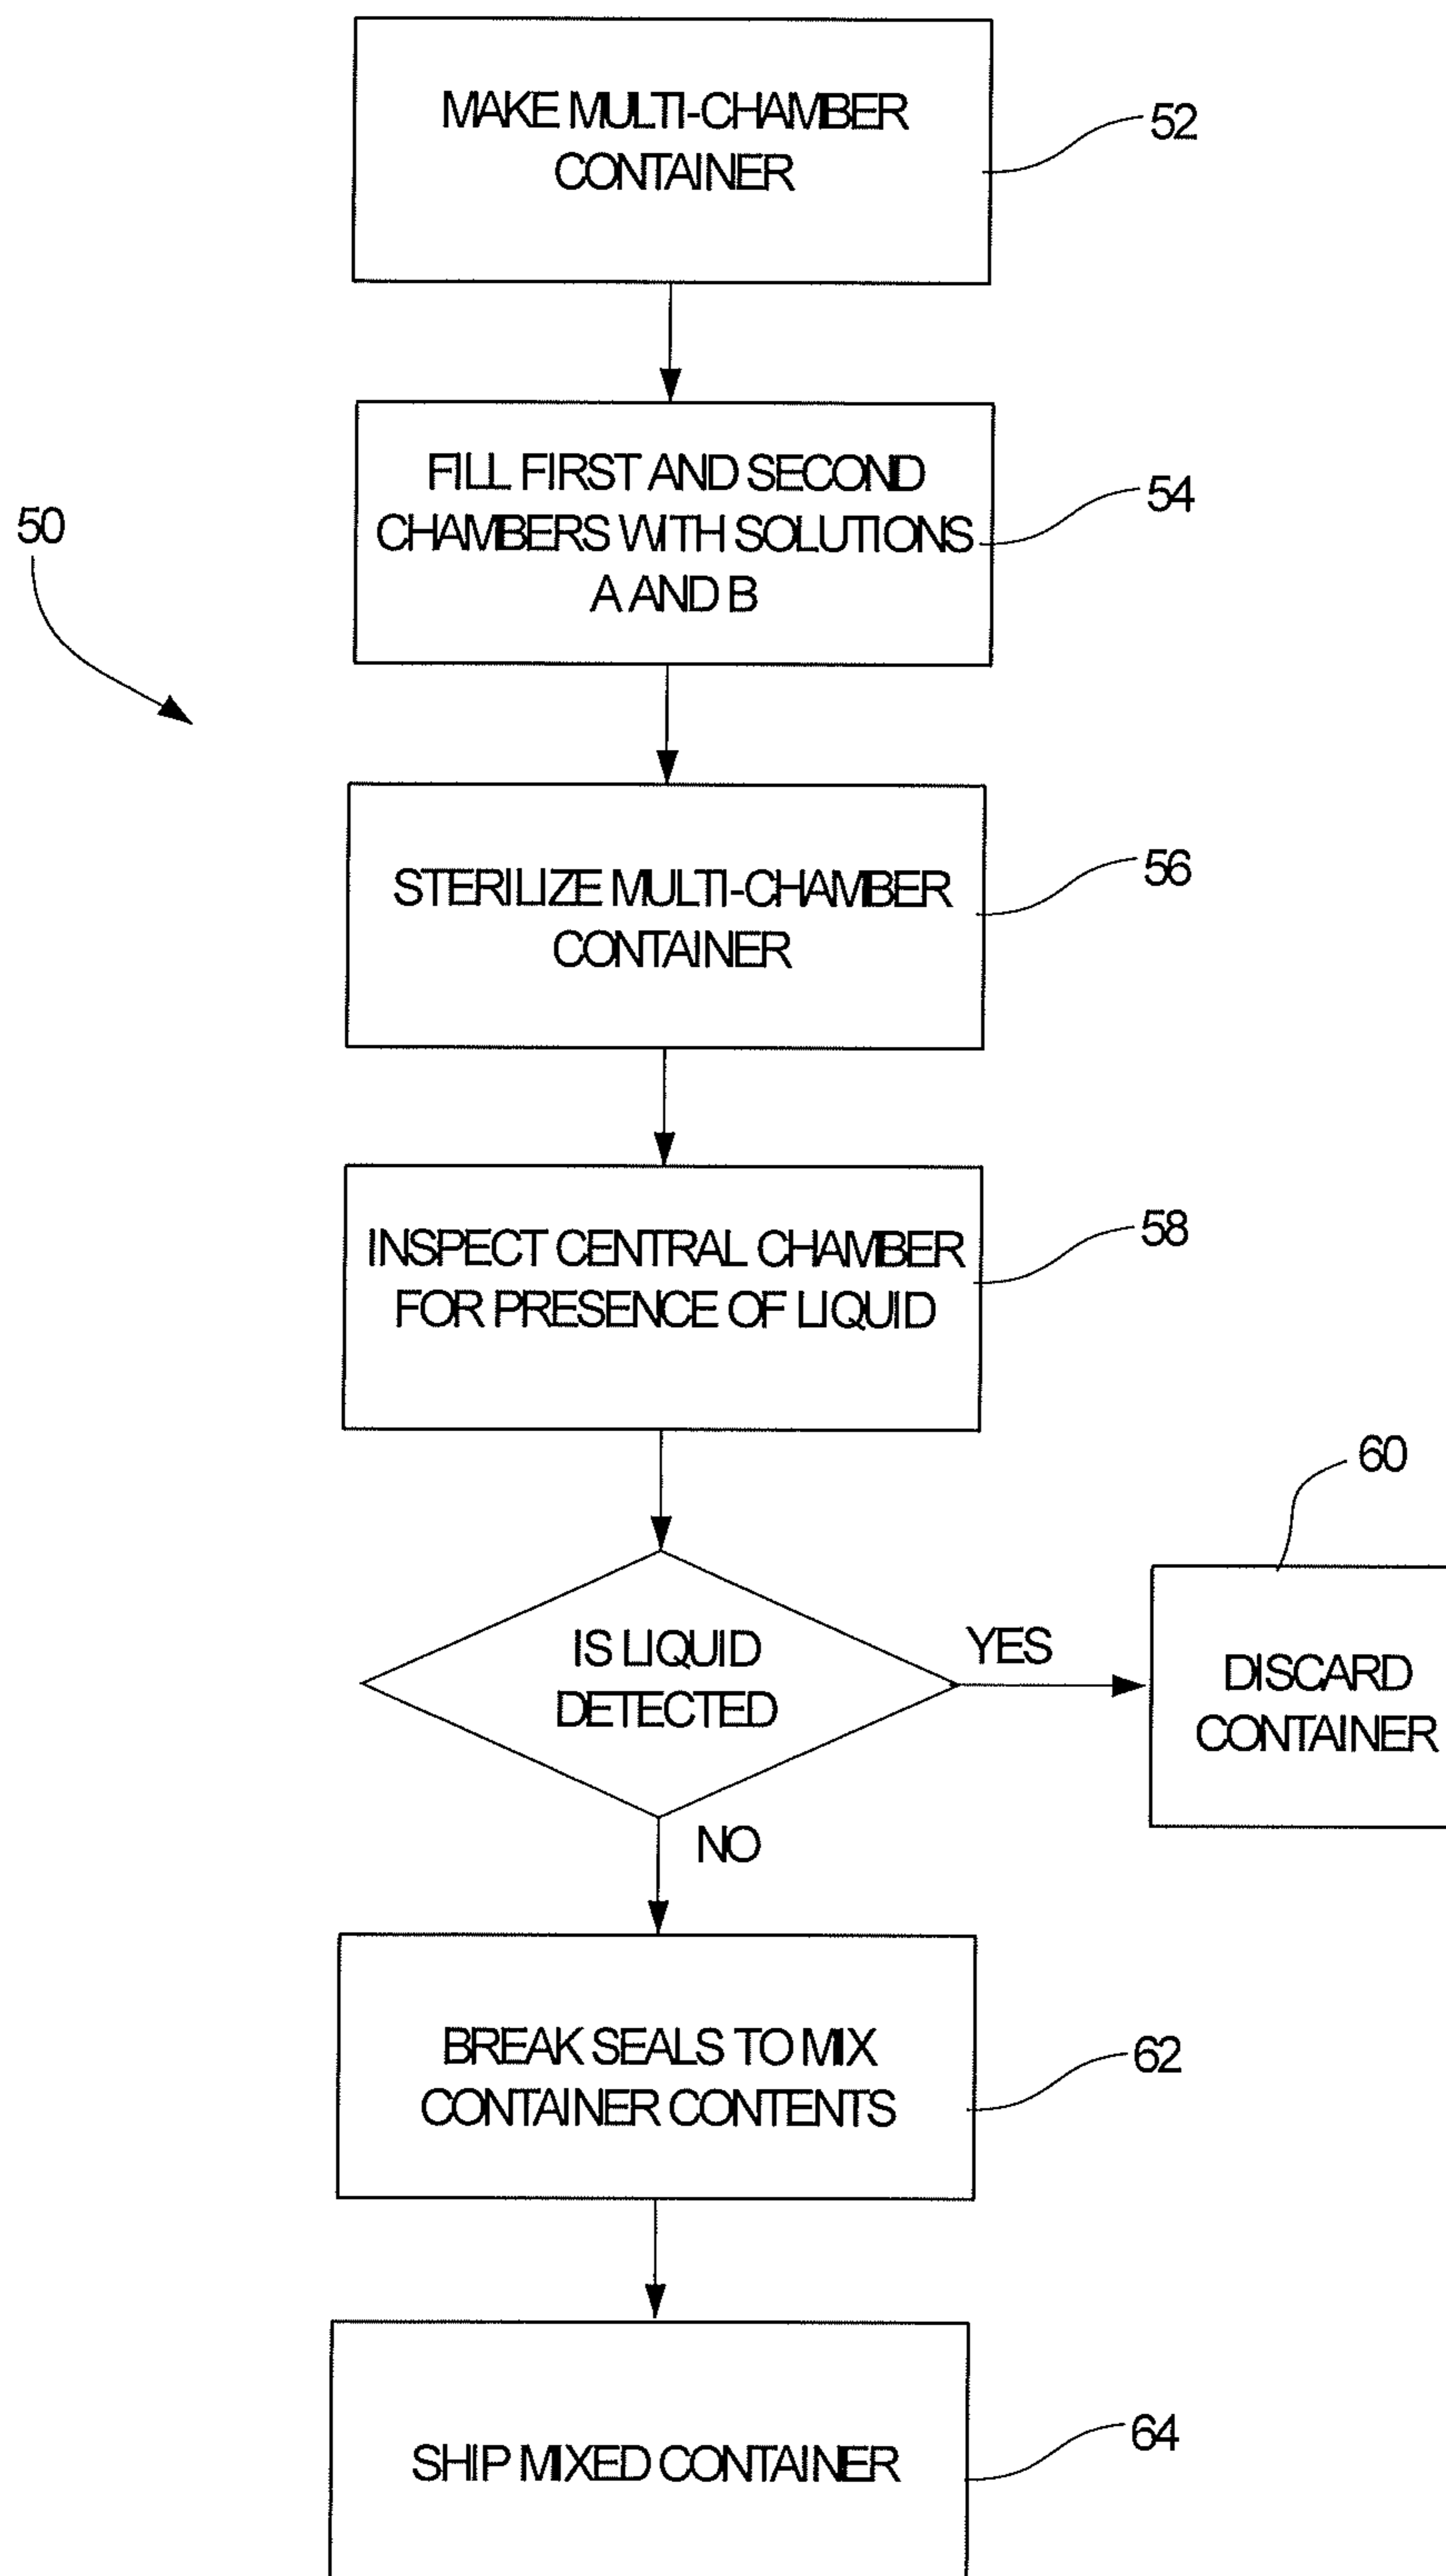 MAKE MULTI-CHAMBER
CONTAINER
52
FILL FIRST AND SECOND
CHAMBERS WITH SOLUTIONS
A AND B
54
50
STERILIZE MULTI-CHAMBER
CONTAINER
56
INSPECT CENTRAL CHAMBER
FOR PRESENCE OF LIQUID
58
60
IS LIQUID
DETECTED
YES
DISCARD
CONTAINER
NO
BREAK SEALS TO MIX
CONTAINER CONTENTS
62
SHIP MIXED CONTAINER
64